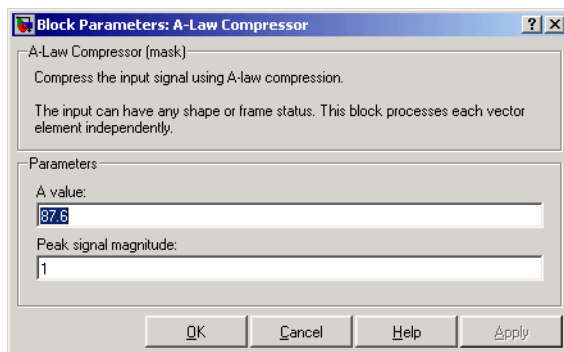 Block Parameters: A-Law Compressor
A-Law Compressor (mask)
Compress the input signal using A-law compression.
The input can have any shape or frame status. This block processes each vector
element independently.
Parameters
A value:
87.6
Peak signal magnitude:
1
OK Cancel Help Apply